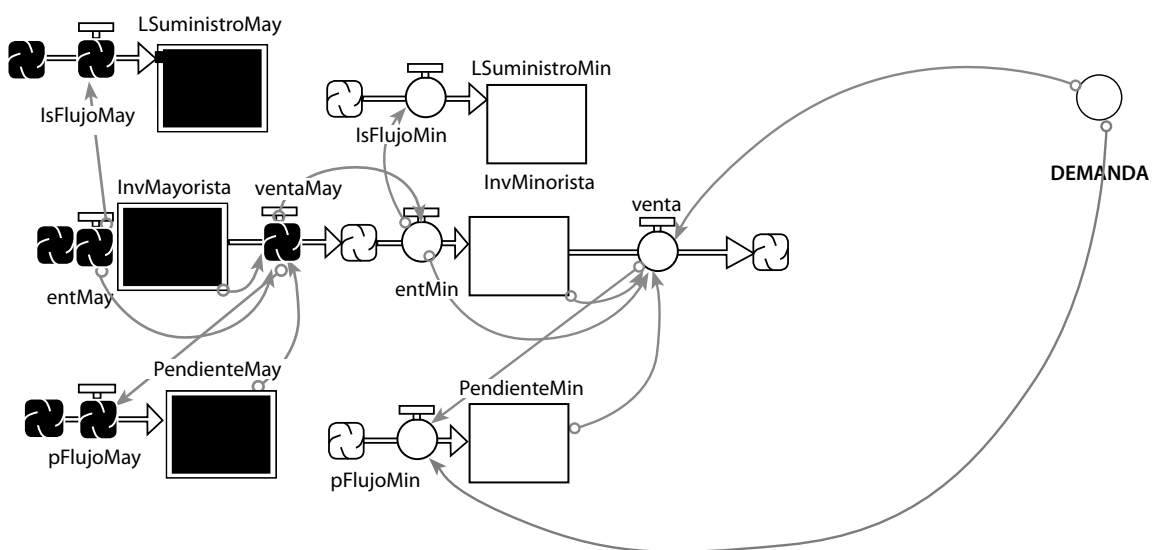 LSuministroMay
LSuministroMin
lsFlujoMay
lsFlujoMin
DEMANDA
InvMayorista
ventaMay
InvMinorista
venta
entMay
entMin
PendienteMay
PendienteMin
pFlujoMay
pFlujoMin